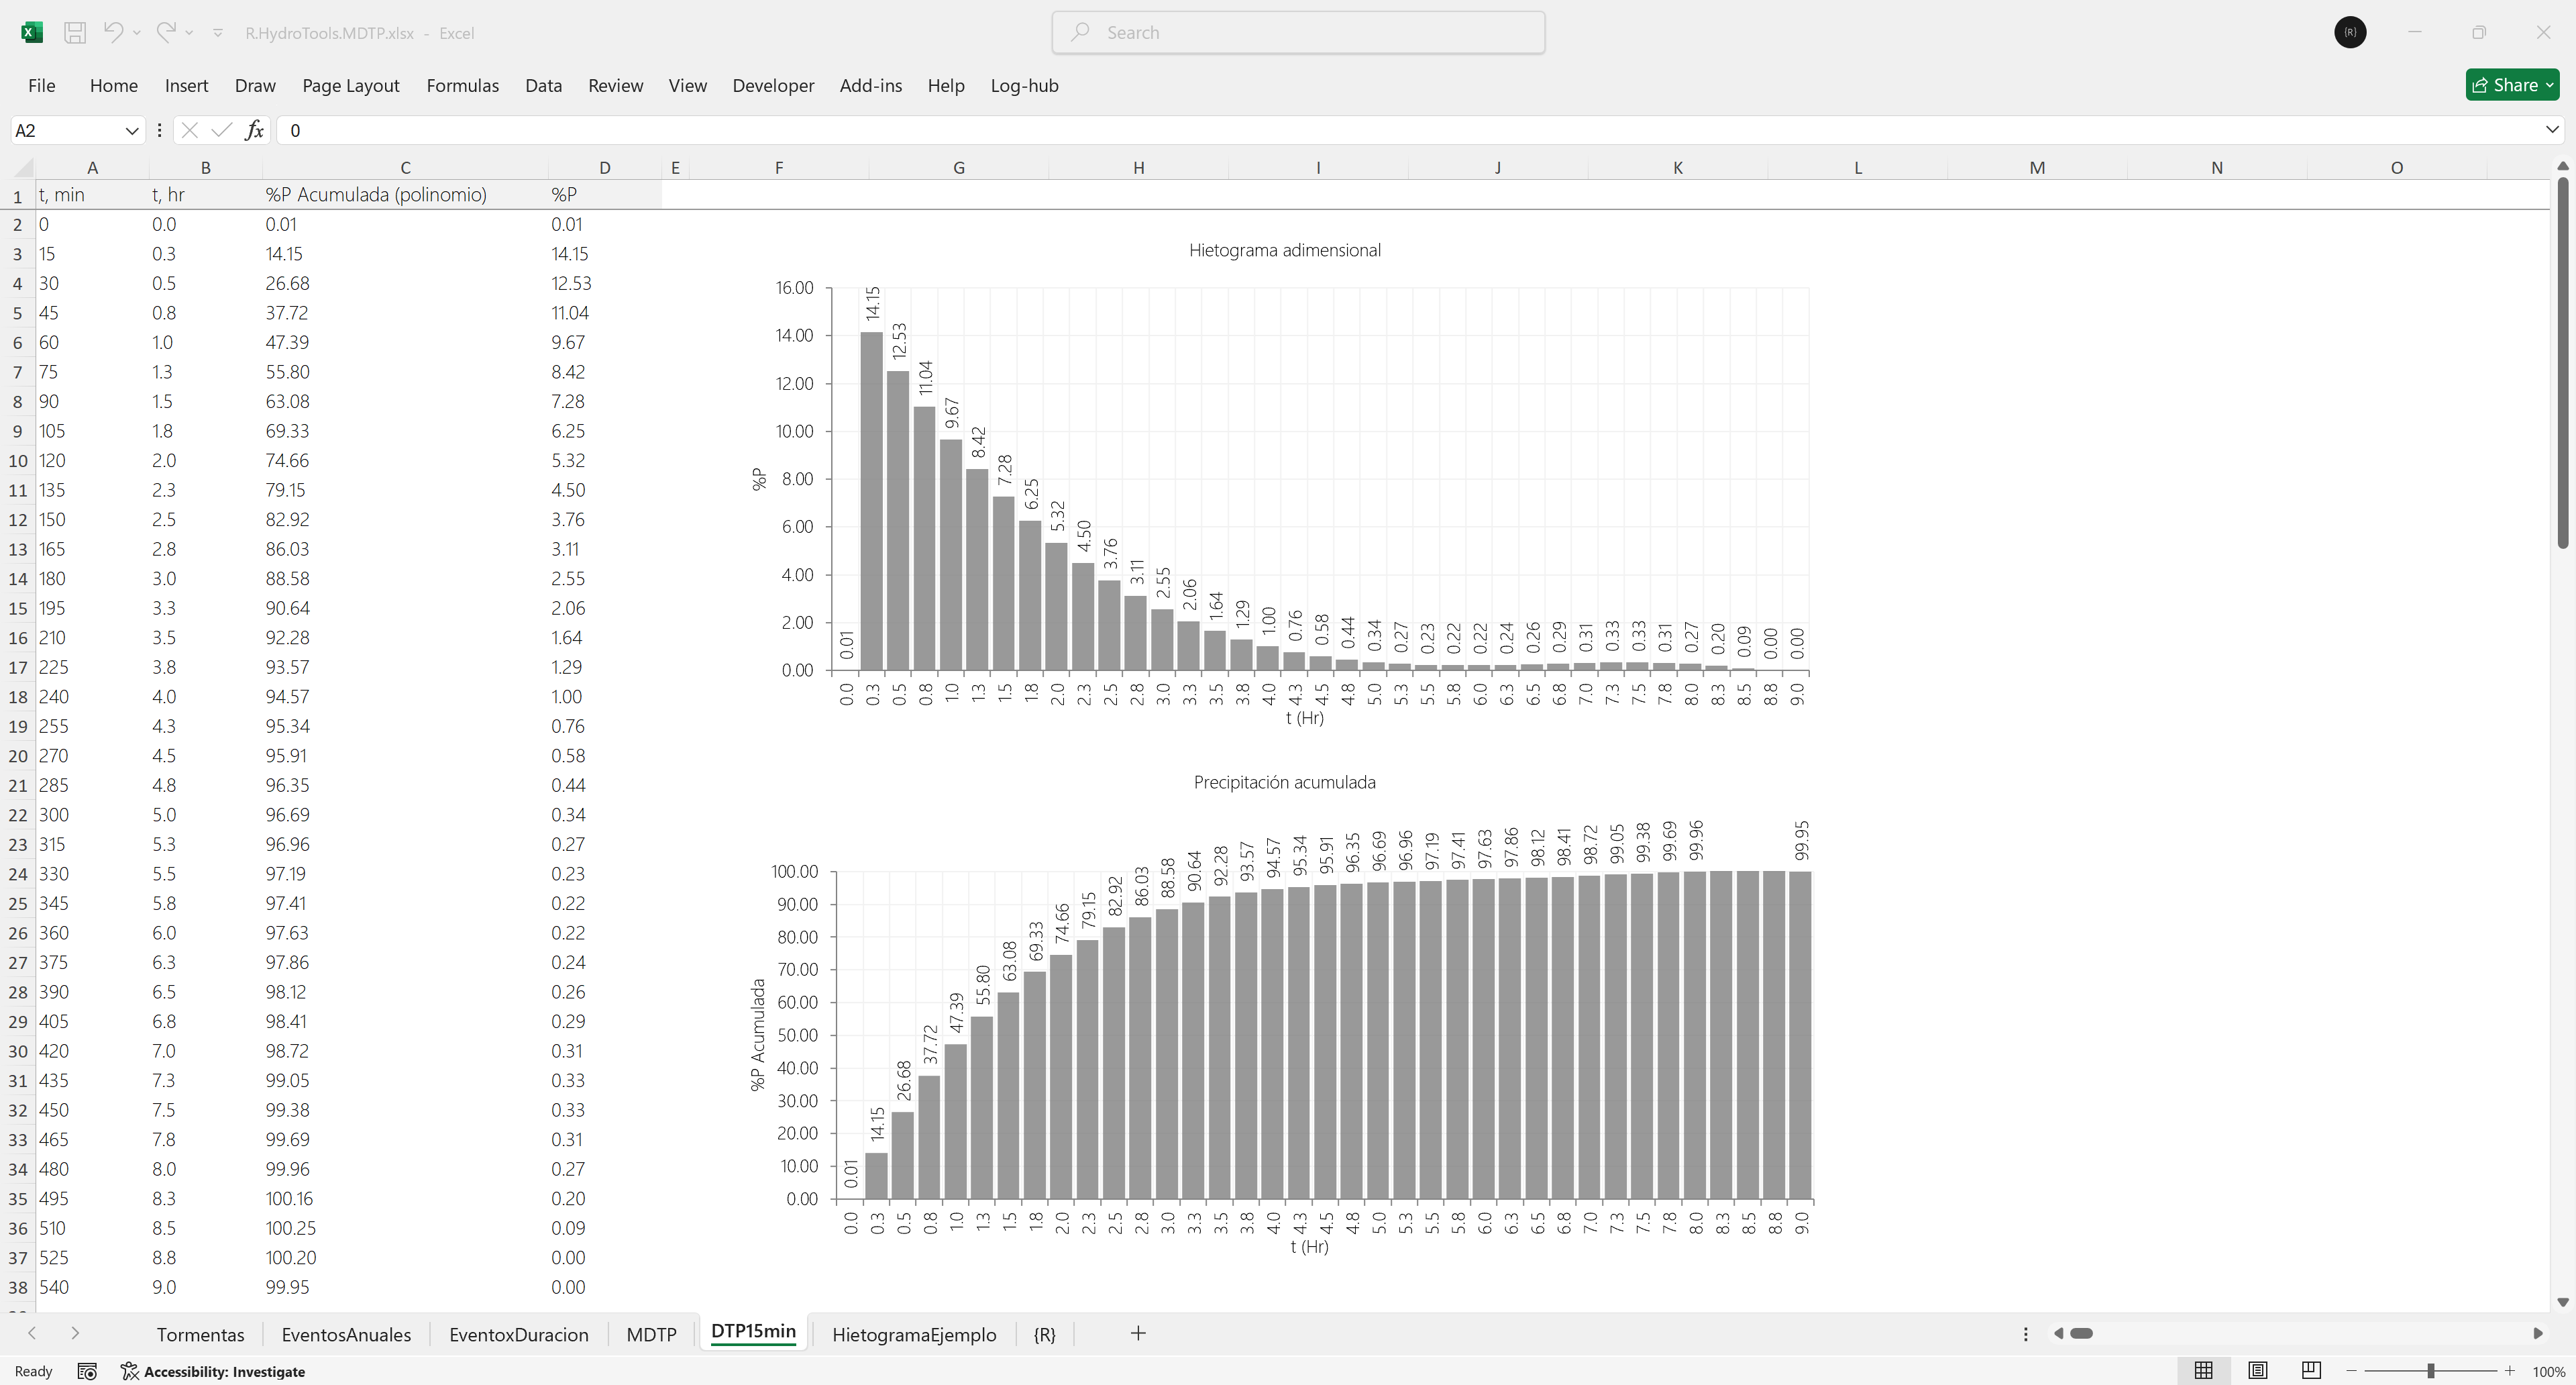 R.HydroTools.MDTP.xlsx - Excel
Search
{R}
File Home Insert Draw Page Layout Formulas Data Review View Developer Add-ins Help Log-hub
Share
A2 fx 0
A B C D E F G H I J K L M N O
1 t, min t, hr %P Acumulada (polinomio) %P
2 0 0.0 0.01 0.01
3 15 0.3 14.15 14.15
4 30 0.5 26.68 12.53
5 45 0.8 37.72 11.04
6 60 1.0 47.39 9.67
7 75 1.3 55.80 8.42
8 90 1.5 63.08 7.28
9 105 1.8 69.33 6.25
10 120 2.0 74.66 5.32
11 135 2.3 79.15 4.50
12 150 2.5 82.92 3.76
13 165 2.8 86.03 3.11
14 180 3.0 88.58 2.55
15 195 3.3 90.64 2.06
16 210 3.5 92.28 1.64
17 225 3.8 93.57 1.29
18 240 4.0 94.57 1.00
19 255 4.3 95.34 0.76
20 270 4.5 95.91 0.58
21 285 4.8 96.35 0.44
22 300 5.0 96.69 0.34
23 315 5.3 96.96 0.27
24 330 5.5 97.19 0.23
25 345 5.8 97.41 0.22
26 360 6.0 97.63 0.22
27 375 6.3 97.86 0.24
28 390 6.5 98.12 0.26
29 405 6.8 98.41 0.29
30 420 7.0 98.72 0.31
31 435 7.3 99.05 0.33
32 450 7.5 99.38 0.33
33 465 7.8 99.69 0.31
34 480 8.0 99.96 0.27
35 495 8.3 100.16 0.20
36 510 8.5 100.25 0.09
37 525 8.8 100.20 0.00
38 540 9.0 99.95 0.00
Hietograma adimensional
%P
16.00
14.00
12.00
10.00
8.00
6.00
4.00
2.00
0.00
0.01 14.15 12.53 11.04 9.67 8.42 7.28 6.25 5.32 4.50 3.76 3.11 2.55 2.06 1.64 1.29 1.00 0.76 0.58 0.44 0.34 0.27 0.23 0.22 0.22 0.24 0.26 0.29 0.31 0.33 0.33 0.31 0.27 0.20 0.09 0.00 0.00
0.0 0.3 0.5 0.8 1.0 1.3 1.5 1.8 2.0 2.3 2.5 2.8 3.0 3.3 3.5 3.8 4.0 4.3 4.5 4.8 5.0 5.3 5.5 5.8 6.0 6.3 6.5 6.8 7.0 7.3 7.5 7.8 8.0 8.3 8.5 8.8 9.0
t (Hr)
Precipitación acumulada
%P Acumulada
100.00
90.00
80.00
70.00
60.00
50.00
40.00
30.00
20.00
10.00
0.00
0.01 14.15 26.68 37.72 47.39 55.80 63.08 69.33 74.66 79.15 82.92 86.03 88.58 90.64 92.28 93.57 94.57 95.34 95.91 96.35 96.69 96.96 97.19 97.41 97.63 97.86 98.12 98.41 98.72 99.05 99.38 99.69 99.96 99.95
0.0 0.3 0.5 0.8 1.0 1.3 1.5 1.8 2.0 2.3 2.5 2.8 3.0 3.3 3.5 3.8 4.0 4.3 4.5 4.8 5.0 5.3 5.5 5.8 6.0 6.3 6.5 6.8 7.0 7.3 7.5 7.8 8.0 8.3 8.5 8.8 9.0
t (Hr)
Tormentas EventosAnuales EventoxDuracion MDTP DTP15min HietogramaEjemplo {R}
Ready Accessibility: Investigate 100%